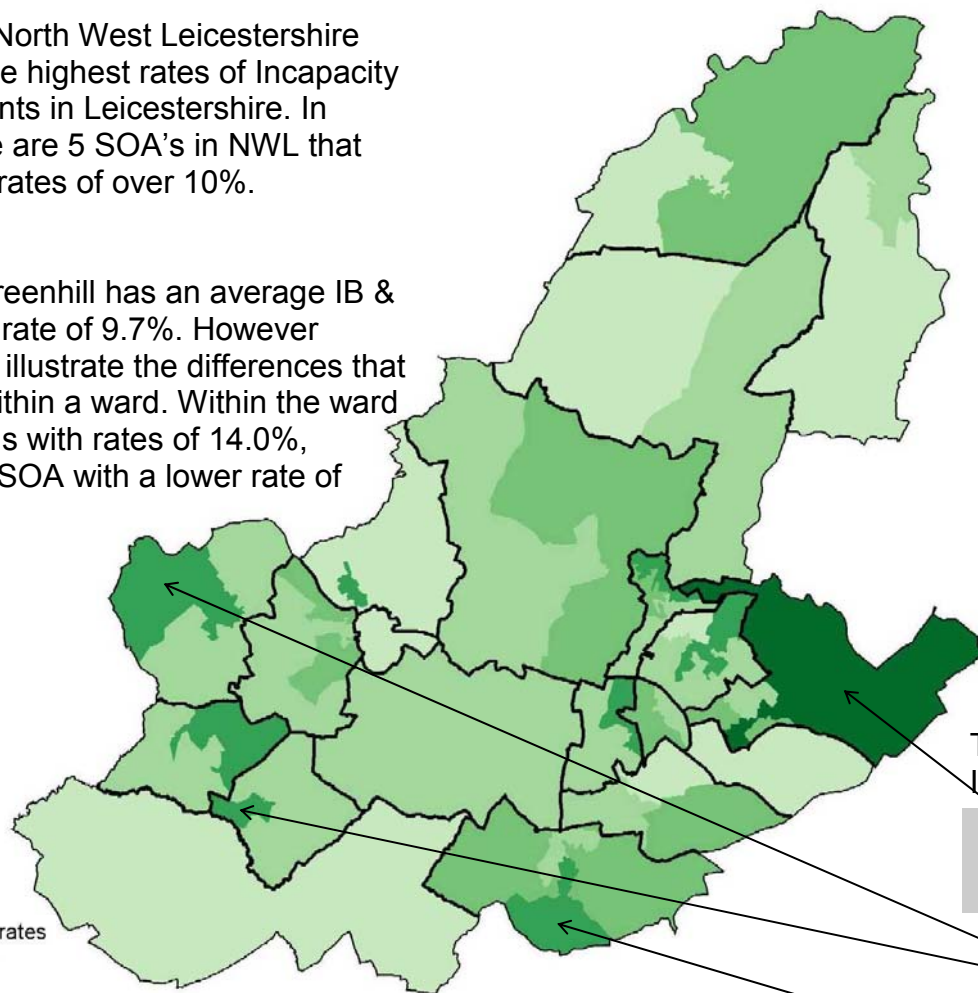 North West Leicestershire
e highest rates of Incapacity
nts in Leicestershire. In
e are 5 SOA's in NWL that
rates of over 10%.
reenhill has an average IB &
rate of 9.7%. However
illustrate the differences that
ithin a ward. Within the ward
s with rates of 14.0%,
SOA with a lower rate of
T
I
rates